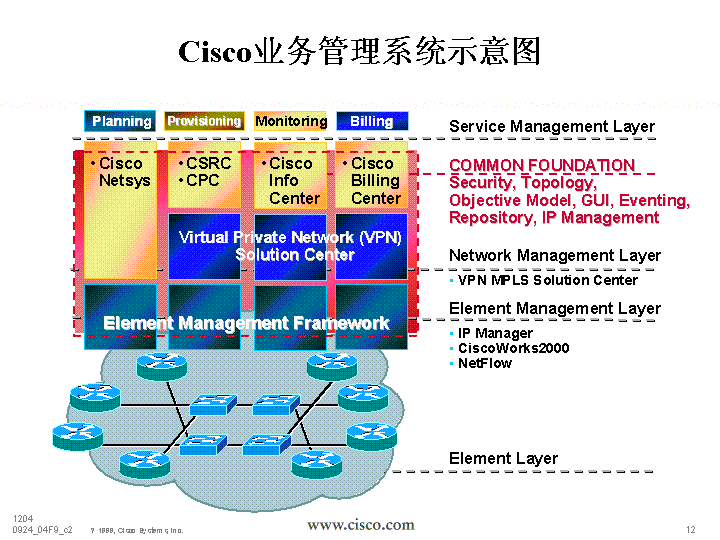 Cisco业务管理系统示意图
Planning
Provisioning
Monitoring
Billing
Service Management Layer
• Cisco
Netsys
• CSRC
• CPC
• Cisco
Info
Center
• Cisco
Billing
Center
COMMON FOUNDATION
Security, Topology,
Objective Model, GUI, Eventing,
Repository, IP Management
Virtual Private Network (VPN)
Solution Center
Network Management Layer
• VPN MPLS Solution Center
Element Management Layer
Element Management Framework
• IP Manager
• CiscoWorks2000
• NetFlow
Element Layer
1204
0924_04F9_c2
Cisco Systems, Inc.
www.cisco.com
12